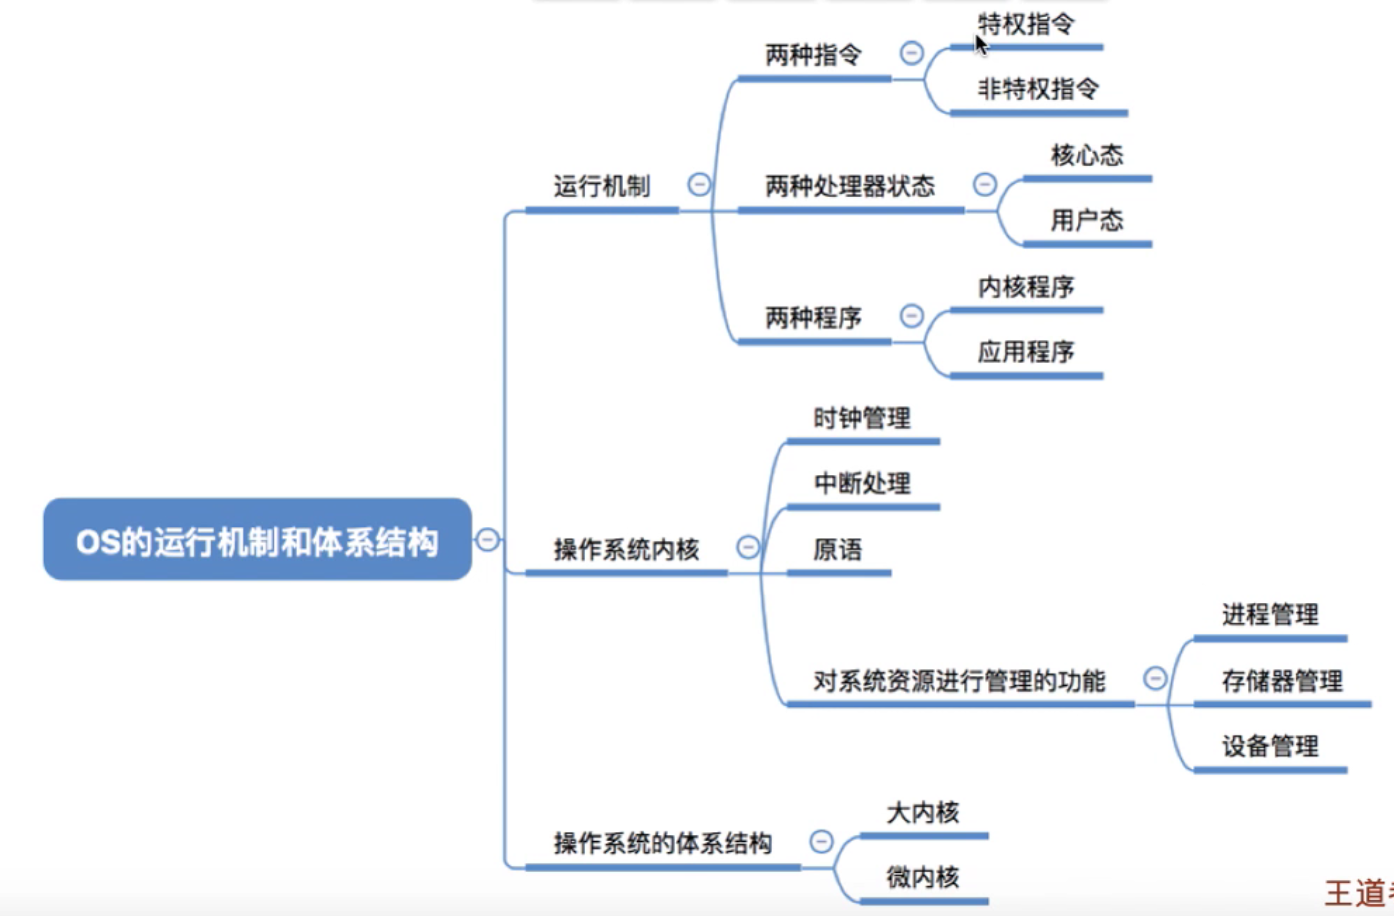 特权指令
两种指令
非特权指令
核心态
运行机制
两种处理器状态
用户态
内核程序
两种程序
应用程序
时钟管理
中断处理
OS的运行机制和体系结构
操作系统内核
原语
进程管理
对系统资源进行管理的功能
存储器管理
设备管理
大内核
操作系统的体系结构
微内核
王道